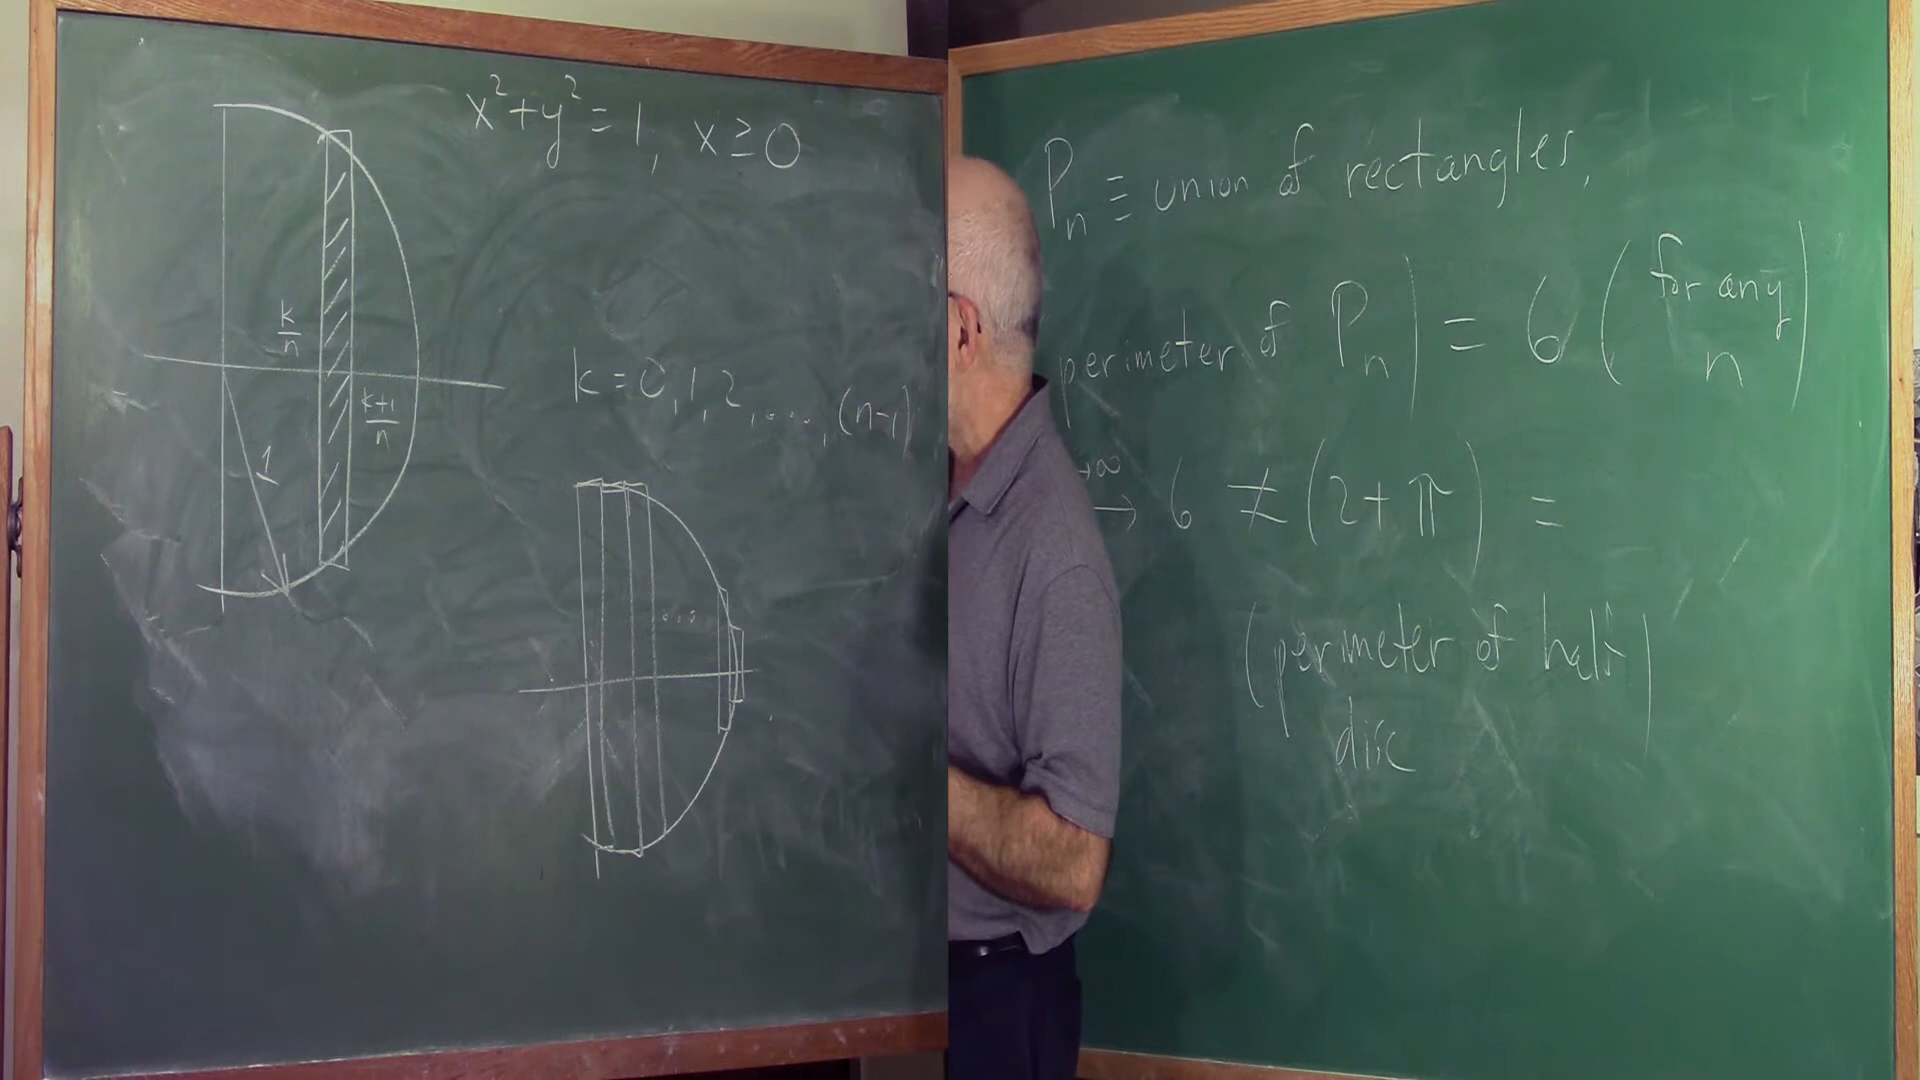 x²+y²=1, x≥0
k/n
k+1/n
1
k=0,1,2,....,(n-1)
Pn ≡ union of rectangles,
perimeter of Pn) = 6 (for any n)
→∞
→ 6 ≠ (2+π) =
(perimeter of half disc)